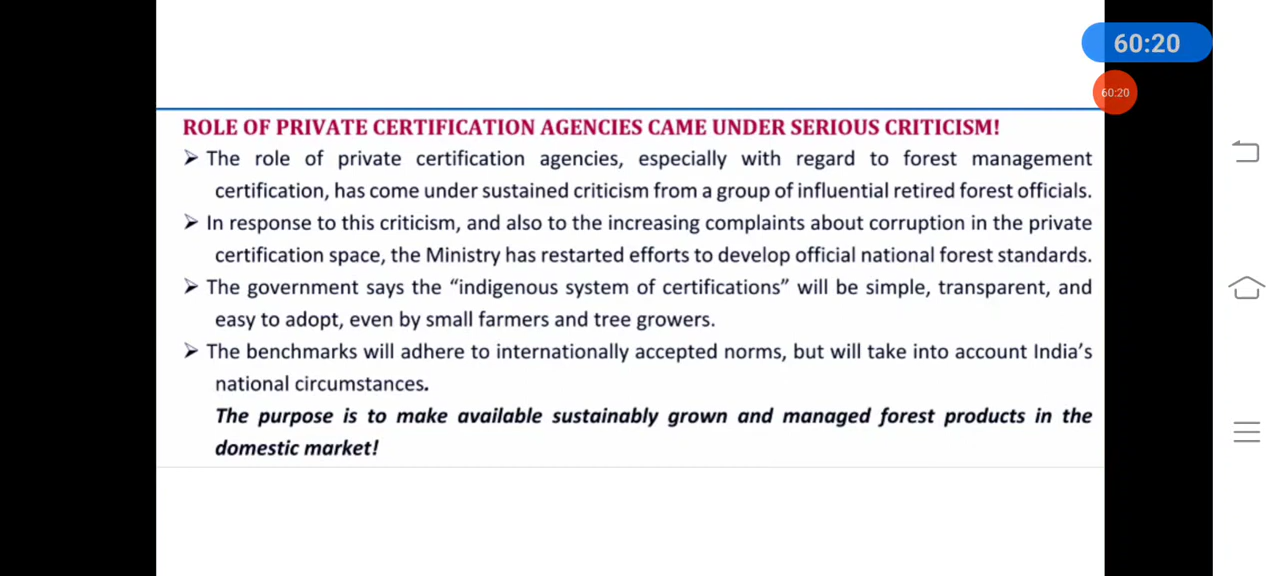 60:20
60:20
ROLE OF PRIVATE CERTIFICATION AGENCIES CAME UNDER SERIOUS CRITICISM!
➢ The role of private certification agencies, especially with regard to forest management
certification, has come under sustained criticism from a group of influential retired forest officials.
➢ In response to this criticism, and also to the increasing complaints about corruption in the private
certification space, the Ministry has restarted efforts to develop official national forest standards.
➢ The government says the “indigenous system of certifications” will be simple, transparent, and
easy to adopt, even by small farmers and tree growers.
➢ The benchmarks will adhere to internationally accepted norms, but will take into account India’s
national circumstances.
The purpose is to make available sustainably grown and managed forest products in the
domestic market!